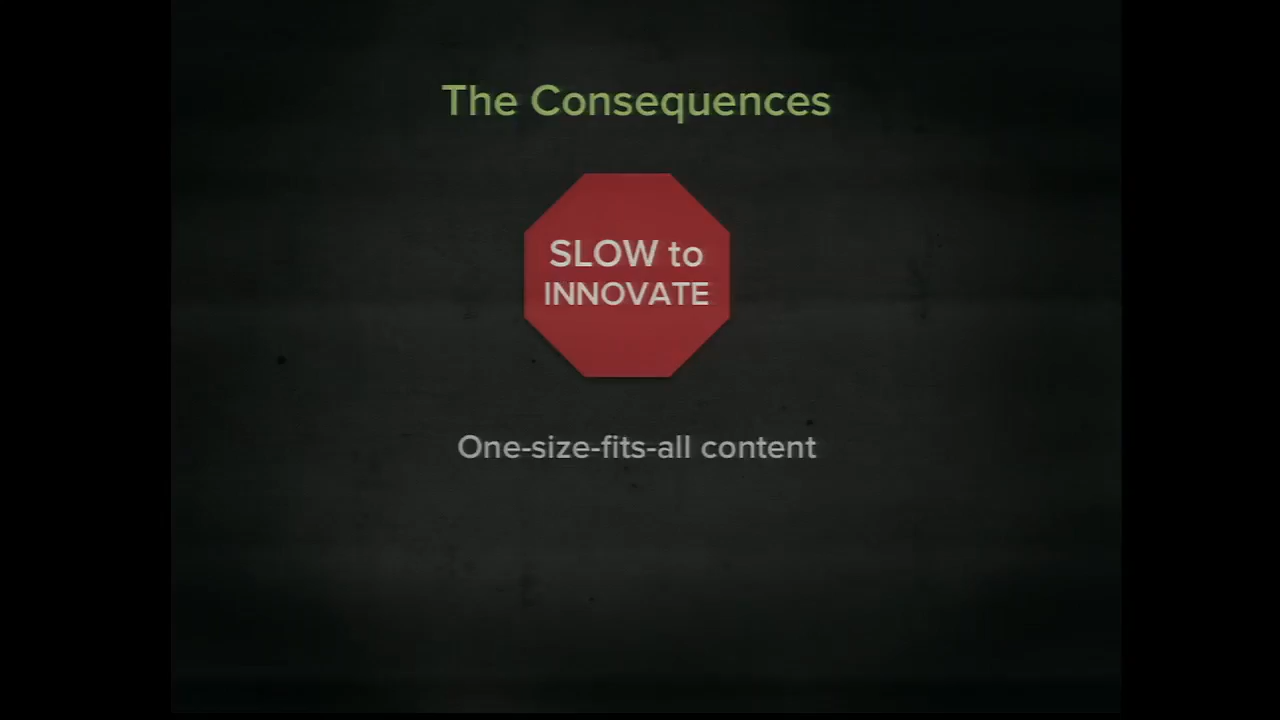 The Consequences
SLOW to
INNOVATE
One-size-fits-all content